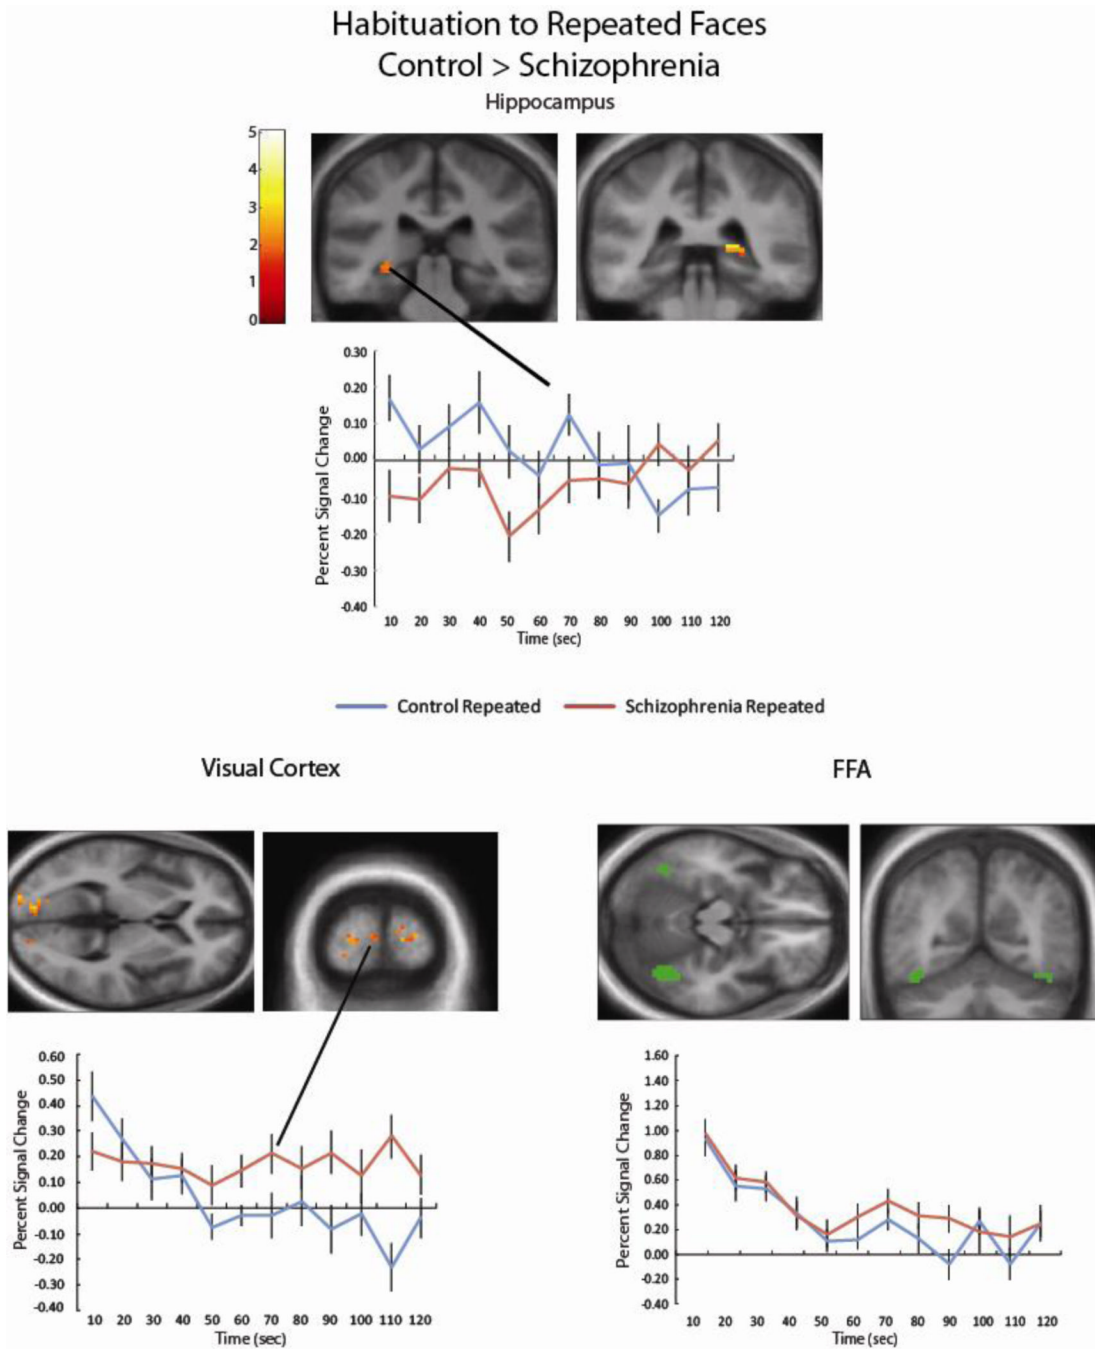 Habituation to Repeated Faces
Control > Schizophrenia
Hippocampus
5
4
3
2
1
0
0.30
0.20
0.10
0.00
-0.10
-0.20
-0.30
-0.40
Percent Signal Change
10 20 30 40 50 60 70 80 90 100 110 120
Time (sec)
Control Repeated Schizophrenia Repeated
Visual Cortex
FFA
0.60
0.50
0.40
0.30
0.20
0.10
0.00
-0.10
-0.20
-0.30
-0.40
Percent Signal Change
10 20 30 40 50 60 70 80 90 100 110 120
Time (sec)
1.60
1.40
1.20
1.00
0.80
0.60
0.40
0.20
0.00
-0.20
-0.40
Percent Signal Change
10 20 30 40 50 60 70 80 90 100 110 120
Time (sec)